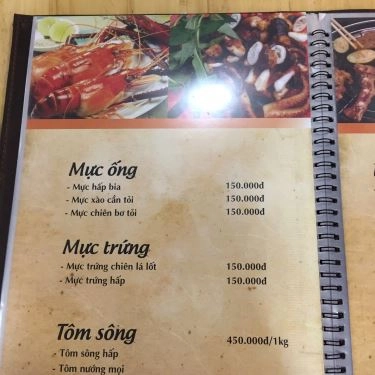 Mực ống
- Mực hấp bia 150.000đ
- Mực xào cần tỏi 150.000đ
- Mực chiên bơ tỏi 150.000đ
Mực trứng
- Mực trứng chiên lá lốt 150.000đ
- Mực trứng hấp 150.000đ
Tôm sông 450.000đ/1kg
- Tôm sông hấp
- Tôm nướng mọi